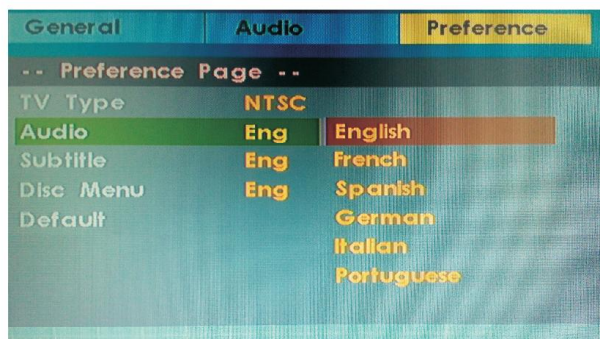 General Audio Preference
-- Preference Page --
TV Type NTSC
Audio Eng English
Subtitle Eng French
Disc Menu Eng Spanish
Default German
Italian
Portuguese